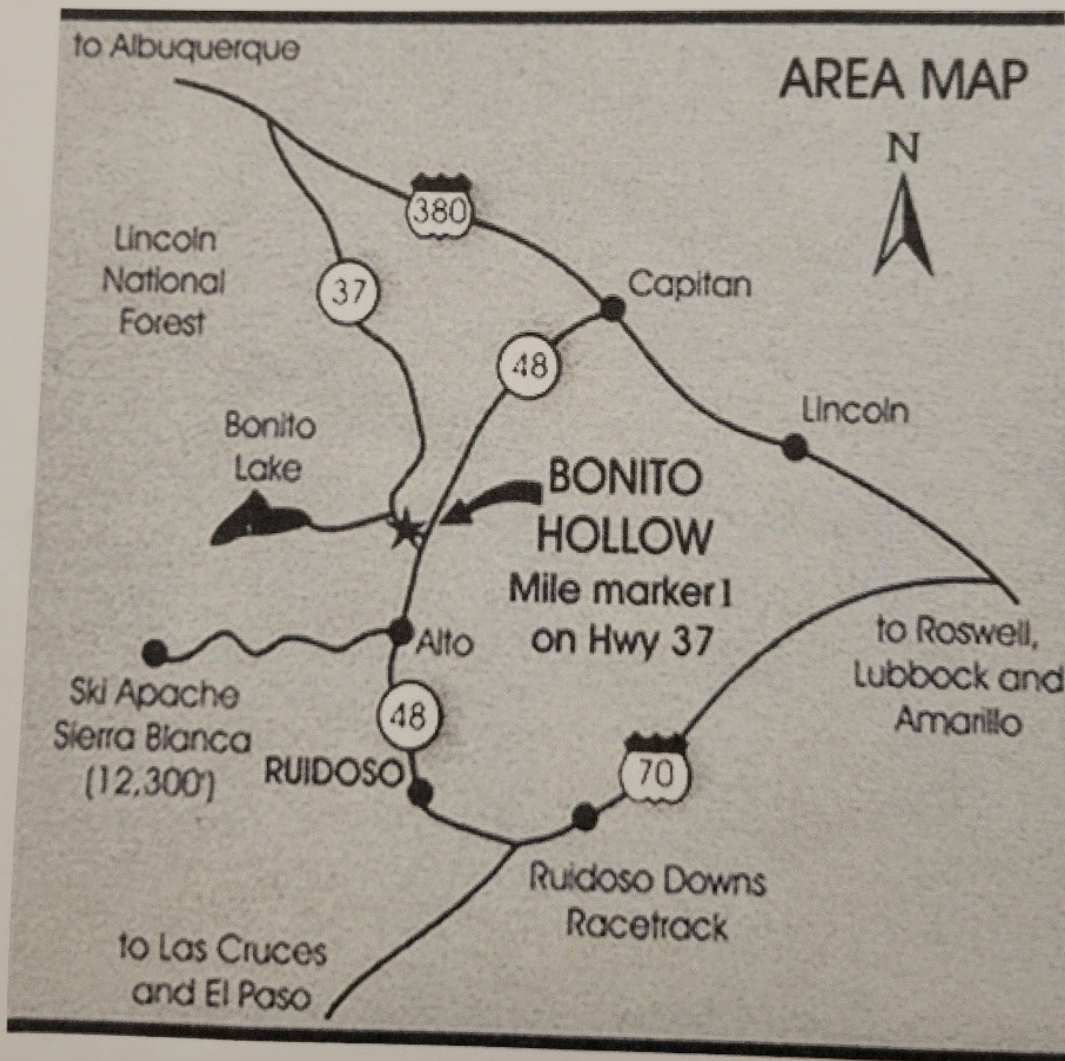 to Albuquerque
AREA MAP
N
380
Lincoln
National
Forest
37
Capitan
48
Lincoln
Bonito
Lake
BONITO
HOLLOW
Mile marker 1
on Hwy 37
Alto
to Roswell,
Lubbock and
Amarillo
Ski Apache
Sierra Blanca
(12,300')
48
RUIDOSO
70
Ruidoso Downs
Racetrack
to Las Cruces
and El Paso